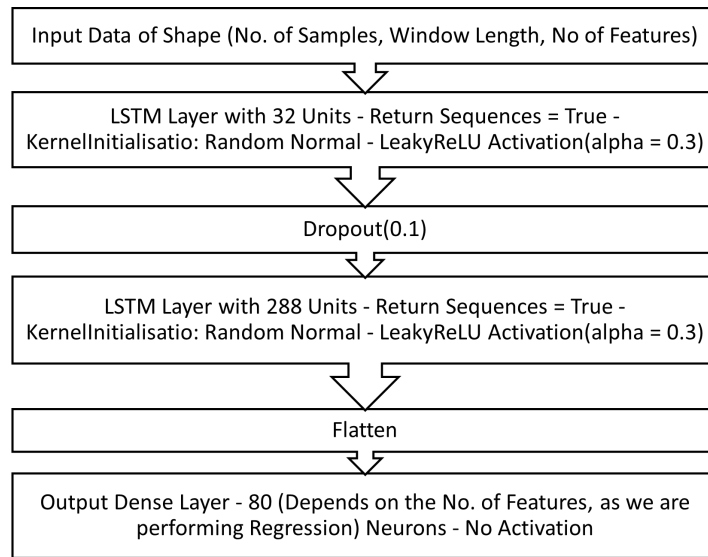 Input Data of Shape (No. of Samples, Window Length, No of Features)
LSTM Layer with 32 Units - Return Sequences = True -
KernelInitialisatio: Random Normal - LeakyReLU Activation(alpha = 0.3)
Dropout(0.1)
LSTM Layer with 288 Units - Return Sequences = True -
KernelInitialisatio: Random Normal - LeakyReLU Activation(alpha = 0.3)
Flatten
Output Dense Layer - 80 (Depends on the No. of Features, as we are
performing Regression) Neurons - No Activation